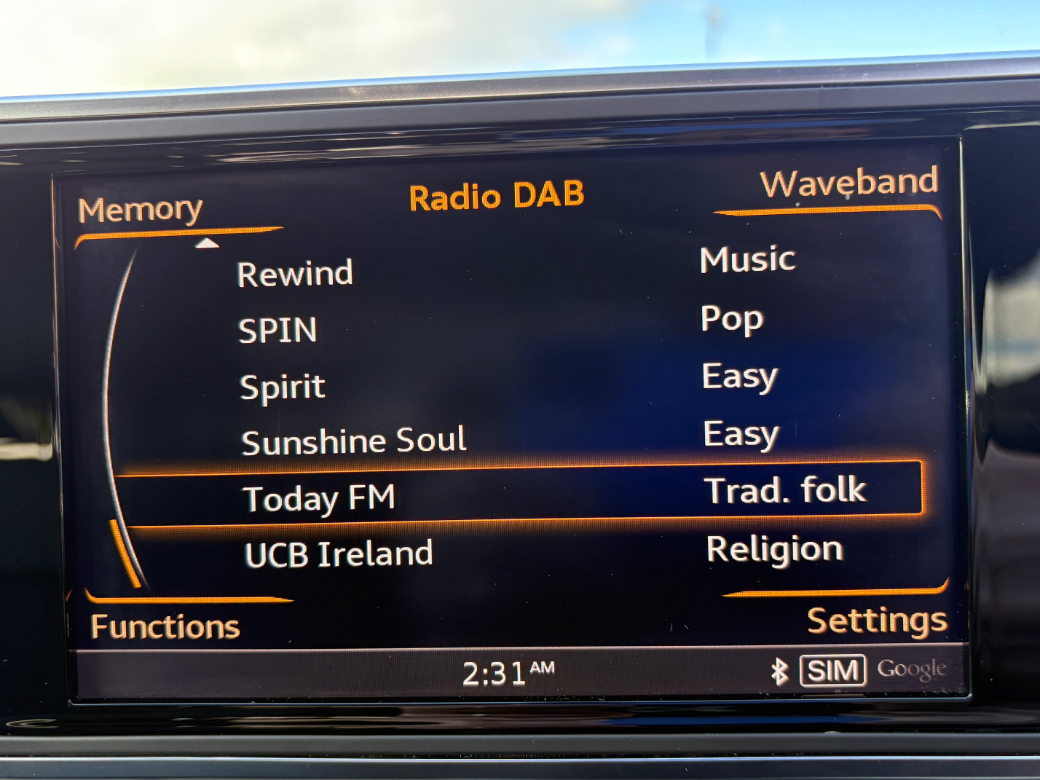 Memory Radio DAB Waveband
Rewind Music
SPIN Pop
Spirit Easy
Sunshine Soul Easy
Today FM Trad. folk
UCB Ireland Religion
Functions Settings
2:31 AM SIM Google